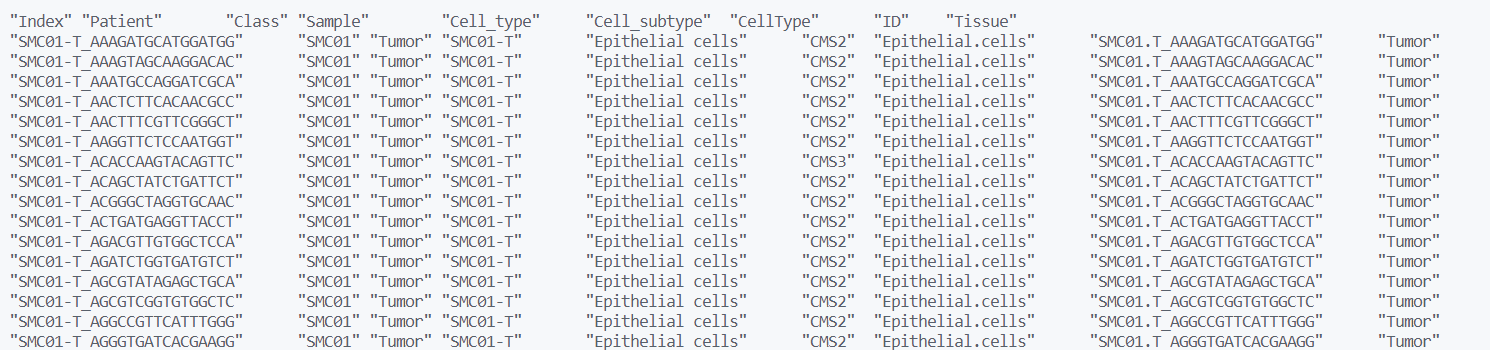 "Index" "Patient" "Class" "Sample" "Cell_type" "Cell_subtype" "CellType" "ID" "Tissue"
"SMC01-T_AAAGATGCATGGATGG" "SMC01" "Tumor" "SMC01-T" "Epithelial cells" "CMS2" "Epithelial.cells" "SMC01.T_AAAGATGCATGGATGG" "Tumor"
"SMC01-T_AAAGTAGCAAGGACAC" "SMC01" "Tumor" "SMC01-T" "Epithelial cells" "CMS2" "Epithelial.cells" "SMC01.T_AAAGTAGCAAGGACAC" "Tumor"
"SMC01-T_AAATGCCAGGATCGCA" "SMC01" "Tumor" "SMC01-T" "Epithelial cells" "CMS2" "Epithelial.cells" "SMC01.T_AAATGCCAGGATCGCA" "Tumor"
"SMC01-T_AACTCTTCACAACGCC" "SMC01" "Tumor" "SMC01-T" "Epithelial cells" "CMS2" "Epithelial.cells" "SMC01.T_AACTCTTCACAACGCC" "Tumor"
"SMC01-T_AACTTTCGTTCGGGCT" "SMC01" "Tumor" "SMC01-T" "Epithelial cells" "CMS2" "Epithelial.cells" "SMC01.T_AACTTTCGTTCGGGCT" "Tumor"
"SMC01-T_AAGGTTCTCCAATGGT" "SMC01" "Tumor" "SMC01-T" "Epithelial cells" "CMS2" "Epithelial.cells" "SMC01.T_AAGGTTCTCCAATGGT" "Tumor"
"SMC01-T_ACACCAAGTACAGTTC" "SMC01" "Tumor" "SMC01-T" "Epithelial cells" "CMS3" "Epithelial.cells" "SMC01.T_ACACCAAGTACAGTTC" "Tumor"
"SMC01-T_ACAGCTATCTGATTCT" "SMC01" "Tumor" "SMC01-T" "Epithelial cells" "CMS2" "Epithelial.cells" "SMC01.T_ACAGCTATCTGATTCT" "Tumor"
"SMC01-T_ACGGGCTAGGTGCAAC" "SMC01" "Tumor" "SMC01-T" "Epithelial cells" "CMS2" "Epithelial.cells" "SMC01.T_ACGGGCTAGGTGCAAC" "Tumor"
"SMC01-T_ACTGATGAGGTTACCT" "SMC01" "Tumor" "SMC01-T" "Epithelial cells" "CMS2" "Epithelial.cells" "SMC01.T_ACTGATGAGGTTACCT" "Tumor"
"SMC01-T_AGACGTTGTGGCTCCA" "SMC01" "Tumor" "SMC01-T" "Epithelial cells" "CMS2" "Epithelial.cells" "SMC01.T_AGACGTTGTGGCTCCA" "Tumor"
"SMC01-T_AGATCTGGTGATGTCT" "SMC01" "Tumor" "SMC01-T" "Epithelial cells" "CMS2" "Epithelial.cells" "SMC01.T_AGATCTGGTGATGTCT" "Tumor"
"SMC01-T_AGCGTATAGAGCTGCA" "SMC01" "Tumor" "SMC01-T" "Epithelial cells" "CMS2" "Epithelial.cells" "SMC01.T_AGCGTATAGAGCTGCA" "Tumor"
"SMC01-T_AGCGTCGGTGTGGCTC" "SMC01" "Tumor" "SMC01-T" "Epithelial cells" "CMS2" "Epithelial.cells" "SMC01.T_AGCGTCGGTGTGGCTC" "Tumor"
"SMC01-T_AGGCCGTTCATTTGGG" "SMC01" "Tumor" "SMC01-T" "Epithelial cells" "CMS2" "Epithelial.cells" "SMC01.T_AGGCCGTTCATTTGGG" "Tumor"
"SMC01-T_AGGGTGATCACGAAGG" "SMC01" "Tumor" "SMC01-T" "Epithelial cells" "CMS2" "Epithelial.cells" "SMC01.T_AGGGTGATCACGAAGG" "Tumor"